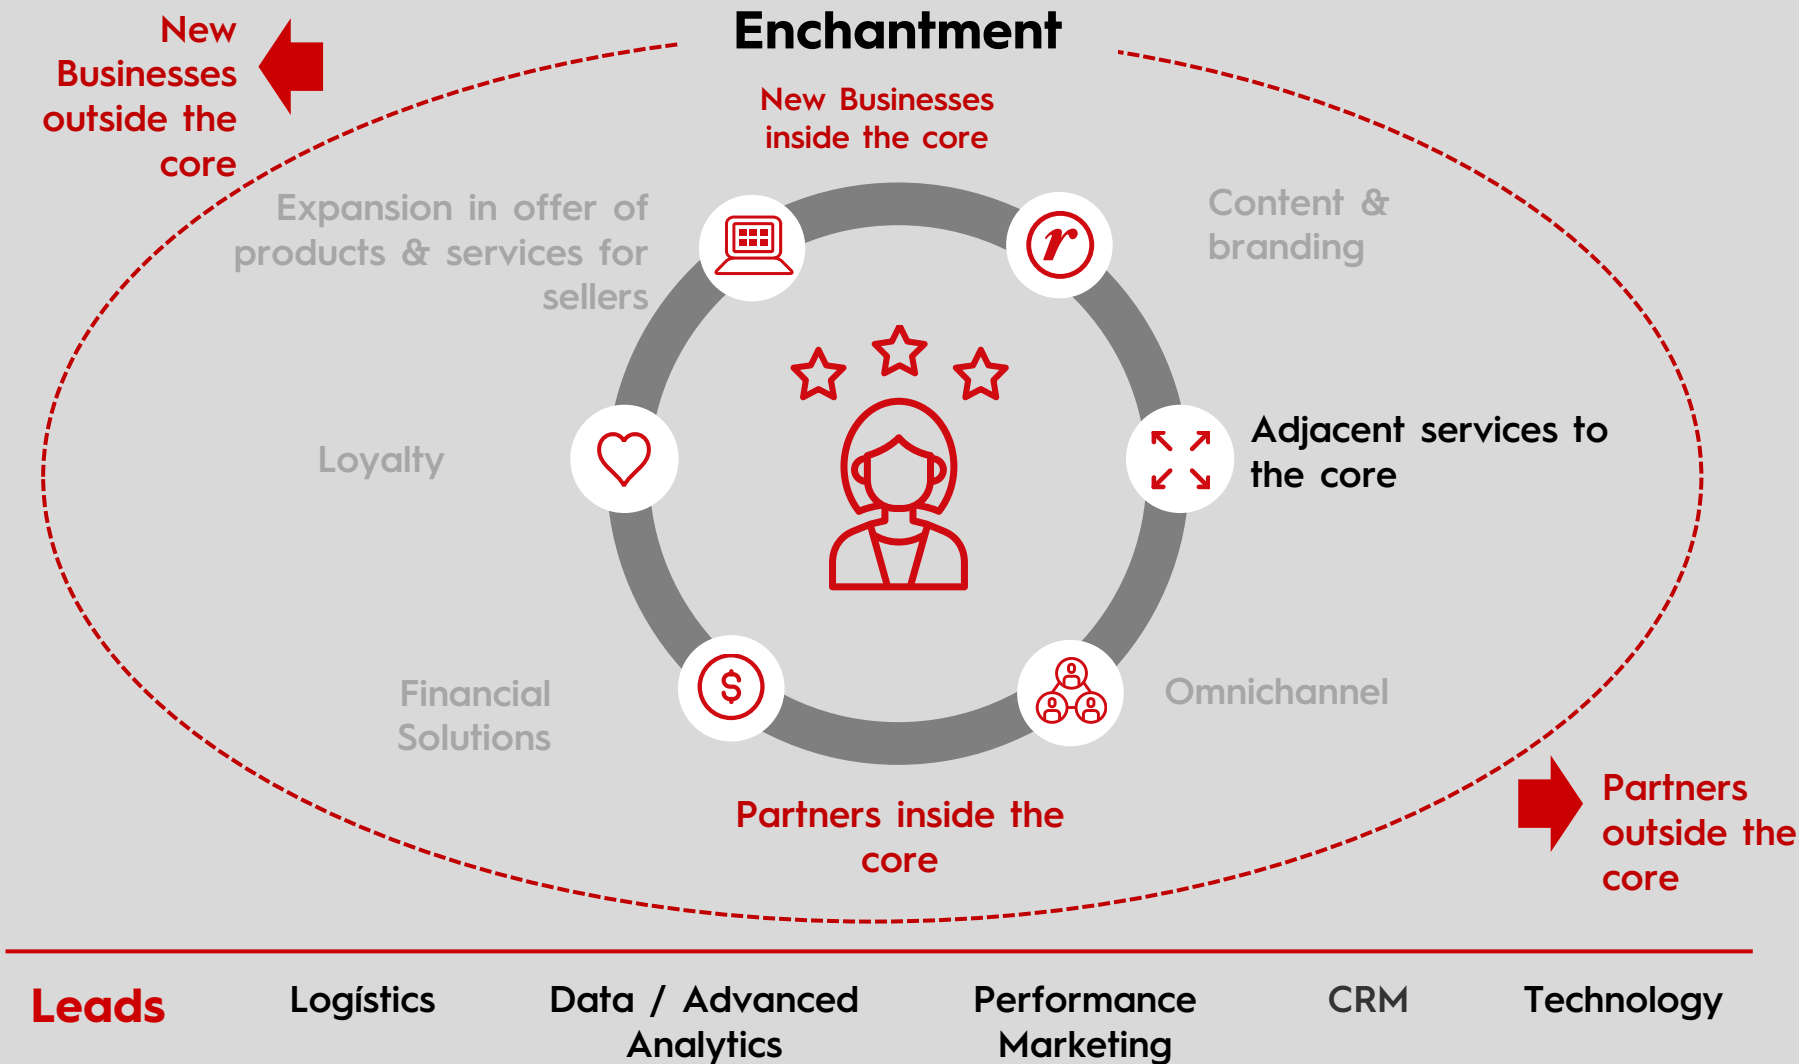 Enchantment
New
Businesses
outside the
core
New Businesses
inside the core
Expansion in offer of
products & services for
sellers
r
Content &
branding
Loyalty
Adjacent services to
the core
Financial
Solutions
$
Omnichannel
Partners inside the
core
Partners
outside the
core
Leads
Logístics
Data / Advanced
Analytics
Performance
Marketing
CRM
Technology